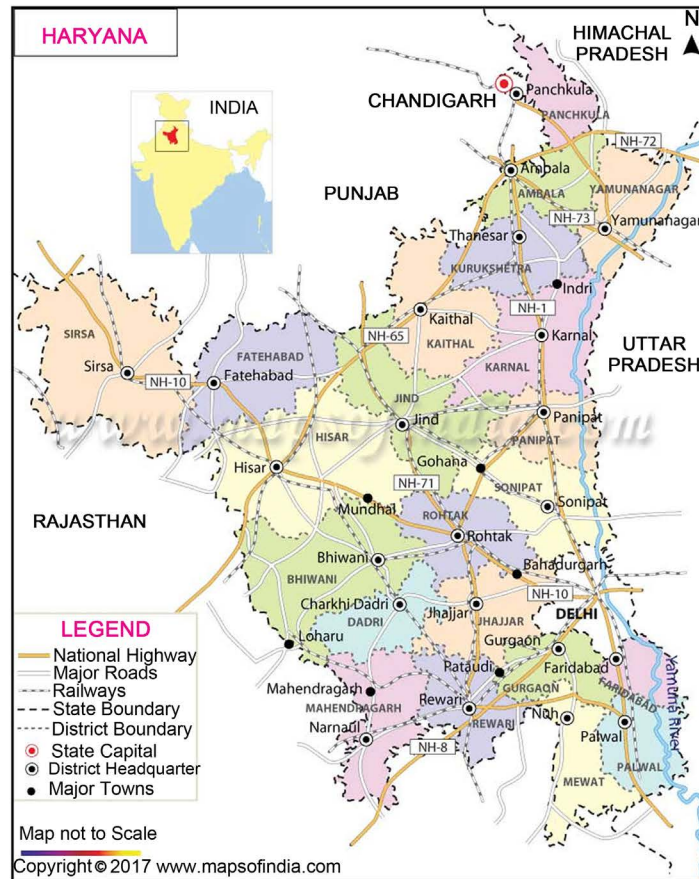 HARYANA
N
HIMACHAL
PRADESH
INDIA
CHANDIGARH
Panchkula
PANCHKULA
NH-72
PUNJAB
Ambala
AMBALA
YAMUNANAGAR
NH-73
Yamunanagar
Thanesar
KURUKSHETRA
Indri
NH-1
Kaithal
KAITHAL
NH-65
Karnal
KARNAL
UTTAR
PRADESH
SIRSA
Sirsa
NH-10
FATEHABAD
Fatehabad
JIND
Jind
Panipat
PANIPAT
www.mapsofindia.com
HISAR
Hisar
Gohana
NH-71
SONIPAT
Sonipat
Mundhal
RAJASTHAN
ROHTAK
Rohtak
Bhiwani
BHIWANI
Bahadurgarh
NH-10
DELHI
Charkhi Dadri
DADRI
Jhajjar
JHAJJAR
Loharu
Gurgaon
GURGAON
Faridabad
FARIDABAD
Yamuna River
Pataudi
Mahendragarh
MAHENDRAGARH
Rewari
REWARI
Narnaul
Nuh
Palwal
PALWAL
NH-8
MEWAT
LEGEND
National Highway
Major Roads
Railways
State Boundary
District Boundary
State Capital
District Headquarter
Major Towns
Map not to Scale
Copyright © 2017 www.mapsofindia.com